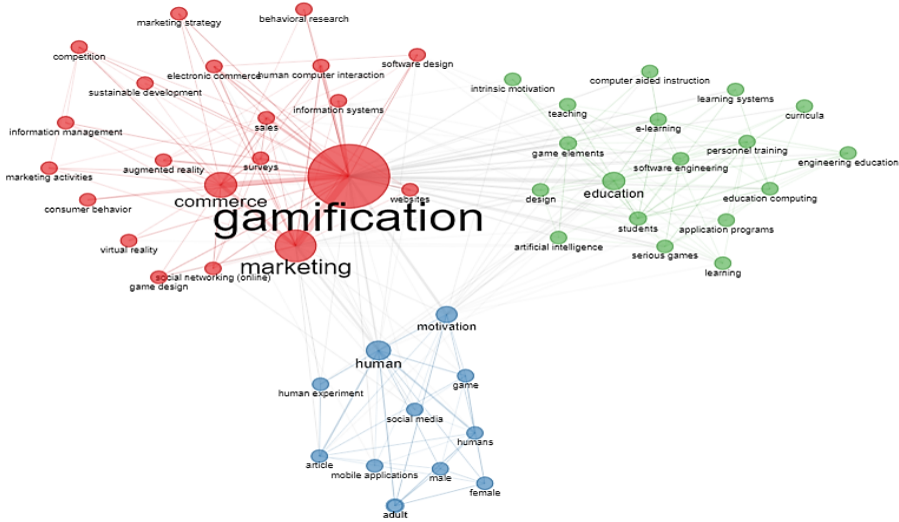 marketing strategy
behavioral research
competition
electronic commerce
human computer interaction
software design
sustainable development
information systems
information management
sales
marketing activities
augmented reality
surveys
consumer behavior
commerce
websites
gamification
virtual reality
marketing
social networking (online)
game design
intrinsic motivation
computer aided instruction
learning systems
teaching
curricula
e-learning
game elements
personnel training
software engineering
engineering education
design
education
education computing
students
application programs
artificial intelligence
serious games
learning
motivation
human
game
human experiment
social media
humans
article
mobile applications
male
female
adult